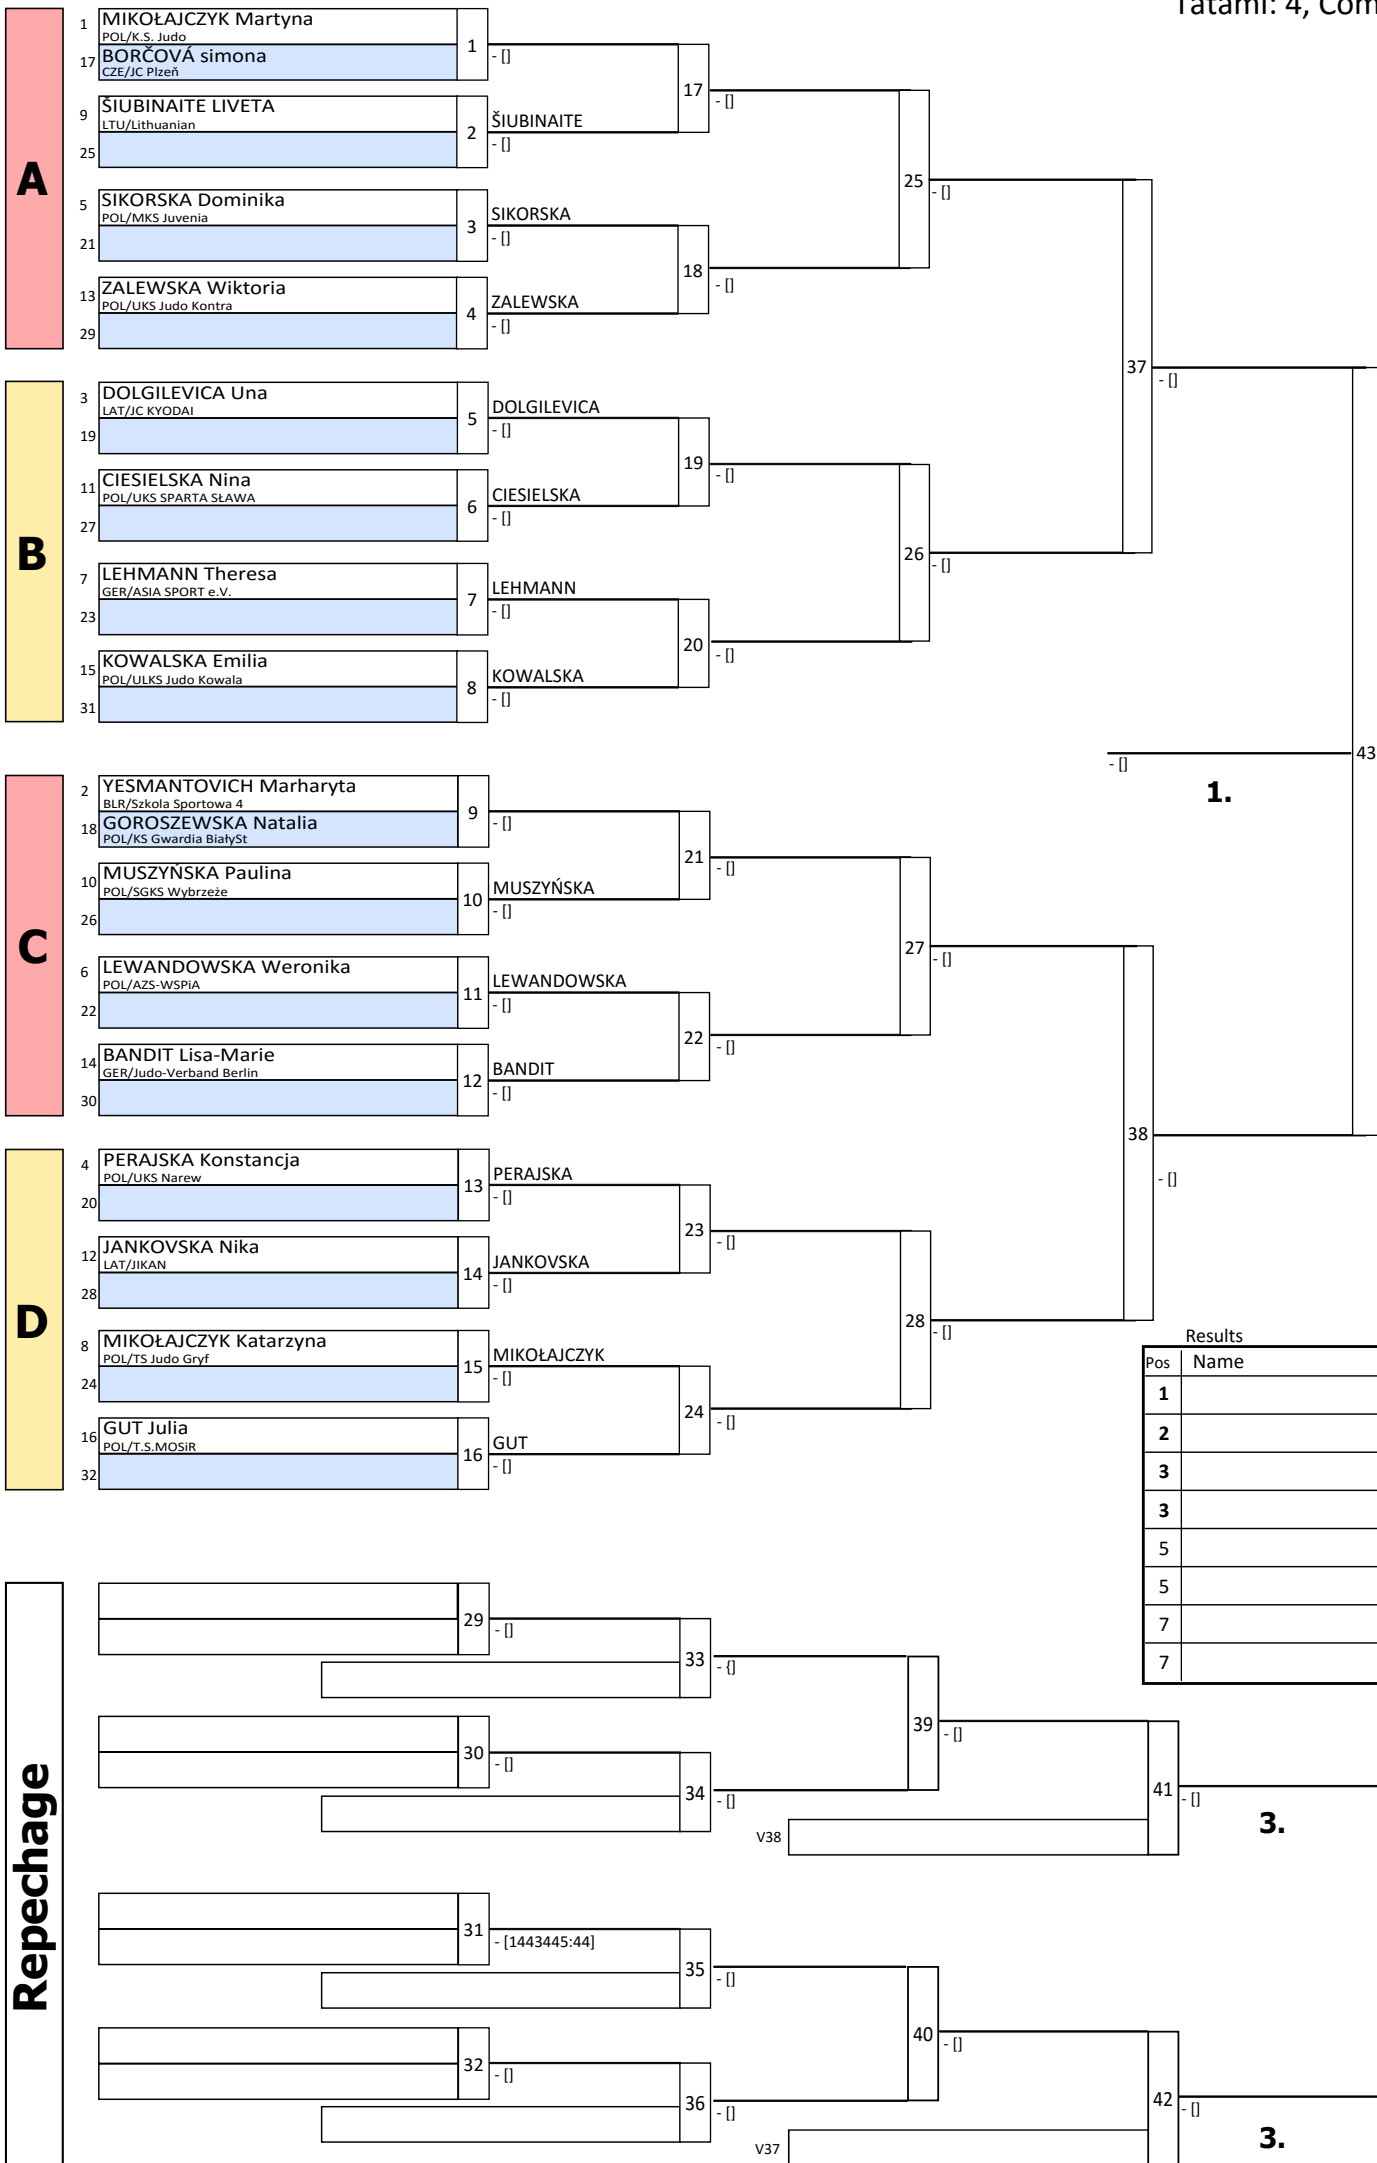 Tatami: 4, Com
A
1 MIKOŁAJCZYK Martyna
POL/K.S. Judo
17 BORČOVÁ simona
CZE/JC Plzeň
1
- []
9 ŠIUBINAITE LIVETA
LTU/Lithuanian
25
2
ŠIUBINAITE
- []
17
- []
5 SIKORSKA Dominika
POL/MKS Juvenia
21
3
SIKORSKA
- []
13 ZALEWSKA Wiktoria
POL/UKS Judo Kontra
29
4
ZALEWSKA
- []
18
- []
25
- []
B
3 DOLGILEVICA Una
LAT/JC KYODAI
19
5
DOLGILEVICA
- []
11 CIESIELSKA Nina
POL/UKS SPARTA SŁAWA
27
6
CIESIELSKA
- []
19
- []
7 LEHMANN Theresa
GER/ASIA SPORT e.V.
23
7
LEHMANN
- []
15 KOWALSKA Emilia
POL/ULKS Judo Kowala
31
8
KOWALSKA
- []
20
- []
26
- []
37
- []
C
2 YESMANTOVICH Marharyta
BLR/Szkola Sportowa 4
18 GOROSZEWSKA Natalia
POL/KS Gwardia BiałySt
9
- []
10 MUSZYŃSKA Paulina
POL/SGKS Wybrzeże
26
10
MUSZYŃSKA
- []
21
- []
6 LEWANDOWSKA Weronika
POL/AZS-WSPiA
22
11
LEWANDOWSKA
- []
14 BANDIT Lisa-Marie
GER/Judo-Verband Berlin
30
12
BANDIT
- []
22
- []
27
- []
D
4 PERAJSKA Konstancja
POL/UKS Narew
20
13
PERAJSKA
- []
12 JANKOVSKA Nika
LAT/JIKAN
28
14
JANKOVSKA
- []
23
- []
8 MIKOŁAJCZYK Katarzyna
POL/TS Judo Gryf
24
15
MIKOŁAJCZYK
- []
16 GUT Julia
POL/T.S.MOSiR
32
16
GUT
- []
24
- []
28
- []
38
- []
43
- []
1.
Results
Pos Name
1
2
3
3
5
5
7
7
Repechage
29
- []
33
- {]
30
- []
34
- []
39
- []
V38
41
- []
3.
31
- [1443445:44]
35
- []
32
- []
36
- []
40
- []
V37
42
- []
3.